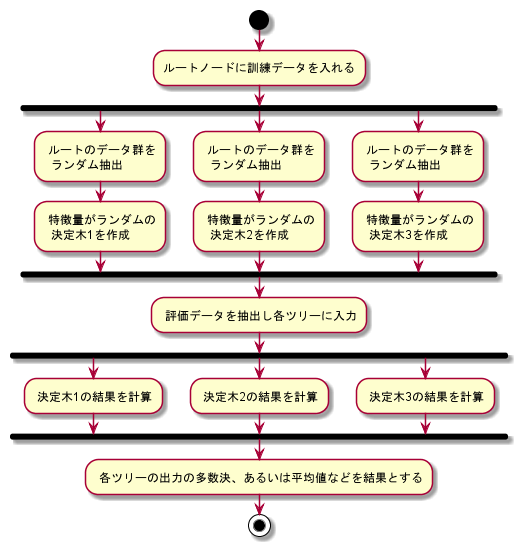 ルートノードに訓練データを入れる
ルートのデータ群を
ランダム抽出
ルートのデータ群を
ランダム抽出
ルートのデータ群を
ランダム抽出
特徴量がランダムの
決定木1を作成
特徴量がランダムの
決定木2を作成
特徴量がランダムの
決定木3を作成
評価データを抽出し各ツリーに入力
決定木1の結果を計算
決定木2の結果を計算
決定木3の結果を計算
各ツリーの出力の多数決、あるいは平均値などを結果とする